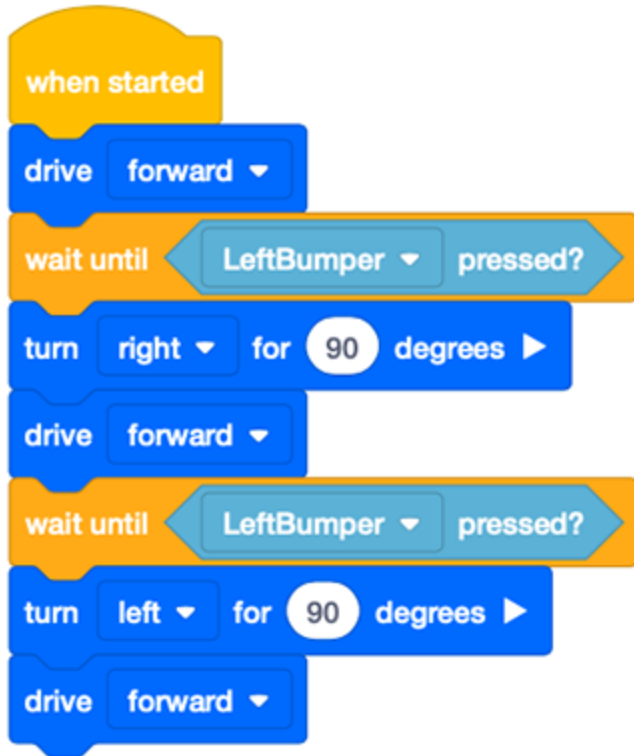 when started
drive forward
wait until LeftBumper pressed?
turn right for 90 degrees
drive forward
wait until LeftBumper pressed?
turn left for 90 degrees
drive forward